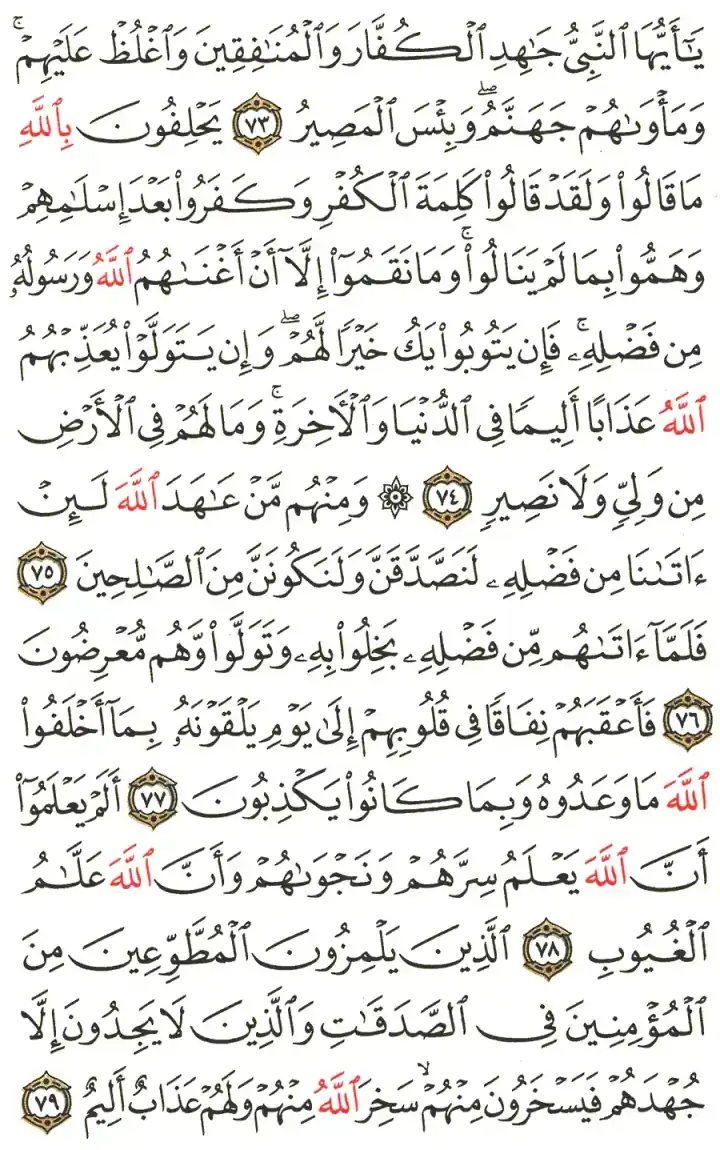 يَٰٓأَيُّهَا ٱلنَّبِيُّ جَٰهِدِ ٱلۡكُفَّارَ وَٱلۡمُنَٰفِقِينَ وَٱغۡلُظۡ عَلَيۡهِمۡۚ
وَمَأۡوَىٰهُمۡ جَهَنَّمُۖ وَبِئۡسَ ٱلۡمَصِيرُ ٧٣ يَحۡلِفُونَ بِٱللَّهِ
مَا قَالُواْ وَلَقَدۡ قَالُواْ كَلِمَةَ ٱلۡكُفۡرِ وَكَفَرُواْ بَعۡدَ إِسۡلَٰمِهِمۡ
وَهَمُّواْ بِمَا لَمۡ يَنَالُواْۚ وَمَا نَقَمُوٓاْ إِلَّآ أَنۡ أَغۡنَىٰهُمُ ٱللَّهُ وَرَسُولُهُۥ
مِن فَضۡلِهِۦۚ فَإِن يَتُوبُواْ يَكُ خَيۡرٗا لَّهُمۡۖ وَإِن يَتَوَلَّوۡاْ يُعَذِّبۡهُمُ
ٱللَّهُ عَذَابًا أَلِيمٗا فِي ٱلدُّنۡيَا وَٱلۡأٓخِرَةِۚ وَمَا لَهُمۡ فِي ٱلۡأَرۡضِ
مِن وَلِيّٖ وَلَا نَصِيرٖ ٧٤ ۞ وَمِنۡهُم مَّنۡ عَٰهَدَ ٱللَّهَ لَئِنۡ
ءَاتَىٰنَا مِن فَضۡلِهِۦ لَنَصَّدَّقَنَّ وَلَنَكُونَنَّ مِنَ ٱلصَّٰلِحِينَ ٧٥
فَلَمَّآ ءَاتَىٰهُم مِّن فَضۡلِهِۦ بَخِلُواْ بِهِۦ وَتَوَلَّواْ وَّهُم مُّعۡرِضُونَ
٧٦ فَأَعۡقَبَهُمۡ نِفَاقٗا فِي قُلُوبِهِمۡ إِلَىٰ يَوۡمِ يَلۡقَوۡنَهُۥ بِمَآ أَخۡلَفُواْ
ٱللَّهَ مَا وَعَدُوهُ وَبِمَا كَانُواْ يَكۡذِبُونَ ٧٧ أَلَمۡ يَعۡلَمُوٓاْ
أَنَّ ٱللَّهَ يَعۡلَمُ سِرَّهُمۡ وَنَجۡوَىٰهُمۡ وَأَنَّ ٱللَّهَ عَلَّٰمُ
ٱلۡغُيُوبِ ٧٨ ٱلَّذِينَ يَلۡمِزُونَ ٱلۡمُطَّوِّعِينَ مِنَ
ٱلۡمُؤۡمِنِينَ فِي ٱلصَّدَقَٰتِ وَٱلَّذِينَ لَا يَجِدُونَ إِلَّا
جُهۡدَهُمۡ فَيَسۡخَرُونَ مِنۡهُمۡ ۙ سَخِرَ ٱللَّهُ مِنۡهُمۡ وَلَهُمۡ عَذَابٌ أَلِيمٌ ٧٩